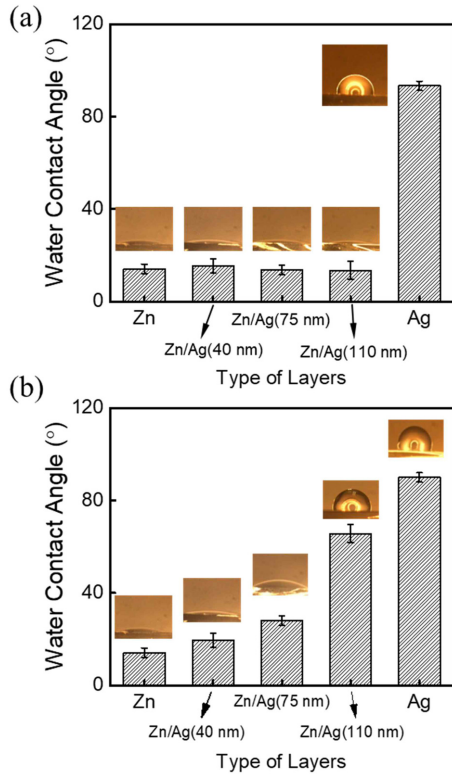 (a)
Water Contact Angle (°)
120
80
40
0
Zn
Zn/Ag(75 nm)
Ag
Zn/Ag(40 nm)
Zn/Ag(110 nm)
Type of Layers
(b)
Water Contact Angle (°)
120
80
40
0
Zn
Zn/Ag(75 nm)
Ag
Zn/Ag(40 nm)
Zn/Ag(110 nm)
Type of Layers